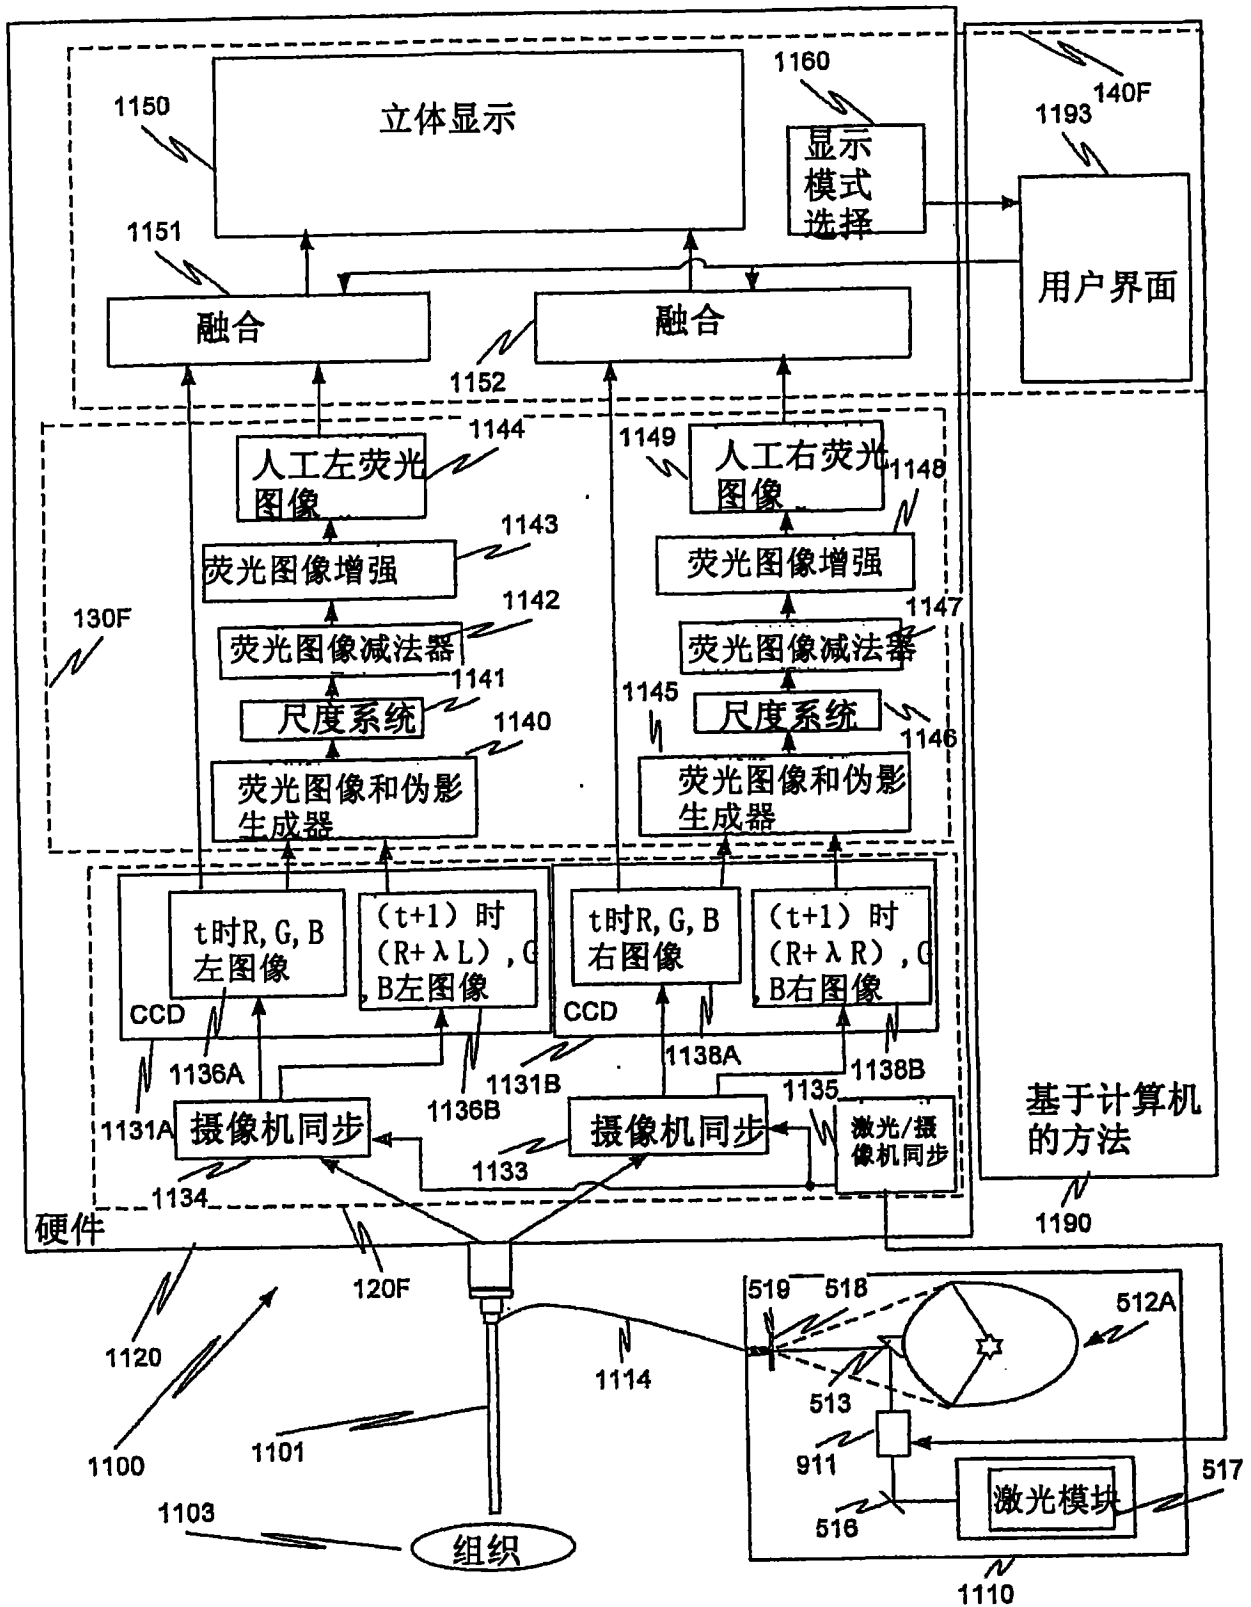 1160
140F
1150
立体显示
1193
显示
模式
选择
1151
用户界面
融合
融合
1152
1144
1149
人工左荧光
图像
人工右荧光
图像
1148
1143
荧光图像增强
荧光图像增强
130F
1142
1147
荧光图像减法器
荧光图像减法器
1141
1145
尺度系统
尺度系统
1140
1146
荧光图像和伪影
生成器
荧光图像和伪影
生成器
t时R,G,B
左图像
(t+1)时
(R+λL),G
B左图像
t时R,G,B
右图像
(t+1)时
(R+λR),G
B右图像
CCD
CCD
1136A
1138A
1131B
1138B
1136B
1135
1131A
摄像机同步
摄像机同步
激光/摄
像机同步
基于计算机
的方法
1134
1133
1190
硬件
120F
519
518
512A
1120
1114
513
1101
1100
911
517
激光模块
1103
516
组织
1110